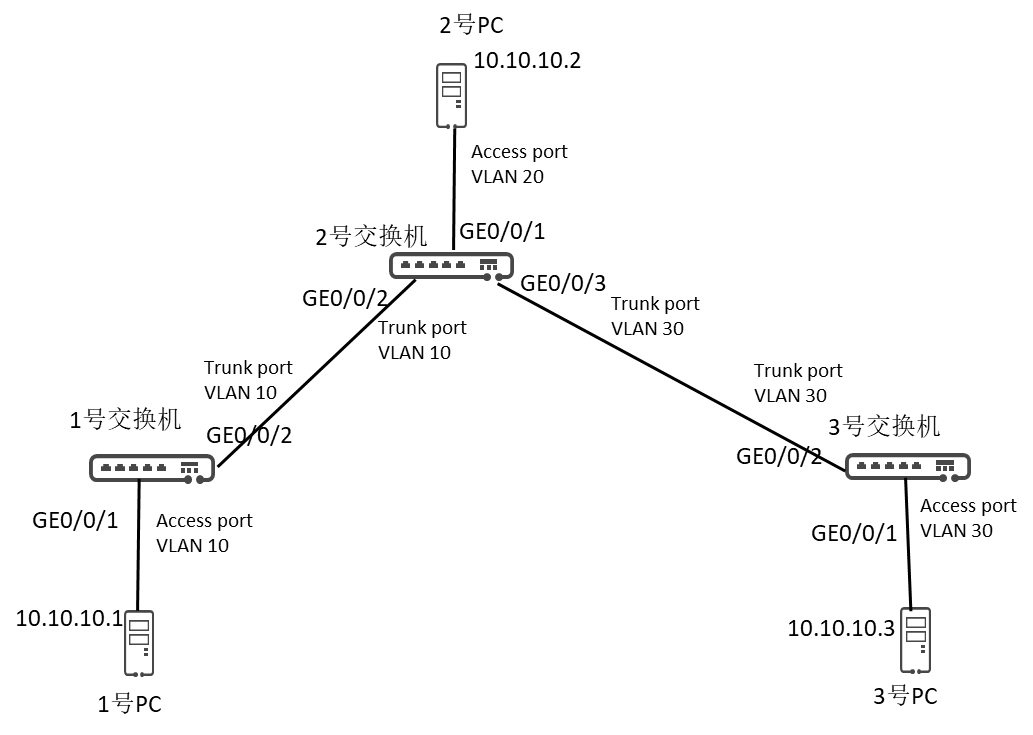 2号PC
10.10.10.2
Access port
VLAN 20
2号交换机
GE0/0/1
GE0/0/2
GE0/0/3
Trunk port
VLAN 10
Trunk port
VLAN 30
Trunk port
VLAN 10
Trunk port
VLAN 30
1号交换机
GE0/0/2
3号交换机
GE0/0/2
GE0/0/1
Access port
VLAN 10
GE0/0/1
Access port
VLAN 30
10.10.10.1
1号PC
10.10.10.3
3号PC